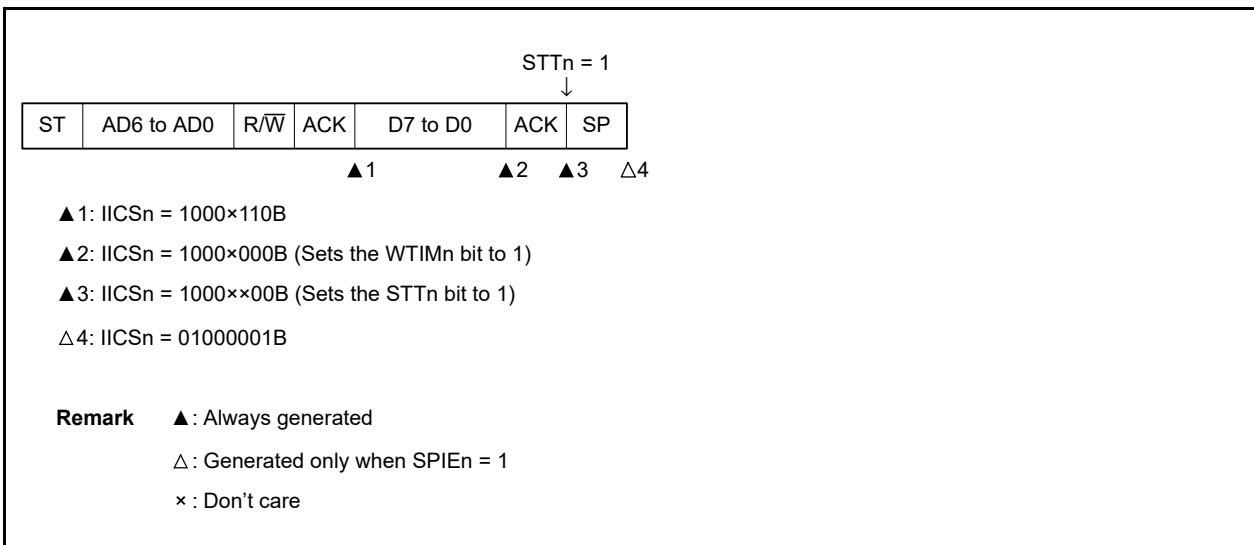 STTn = 1
↓
ST AD6 to AD0 R/W̅ ACK D7 to D0 ACK SP
▲1 ▲2 ▲3 △4
▲1: IICSn = 1000×110B
▲2: IICSn = 1000×000B (Sets the WTIMn bit to 1)
▲3: IICSn = 1000××00B (Sets the STTn bit to 1)
△4: IICSn = 01000001B
Remark ▲: Always generated
△: Generated only when SPIEn = 1
×: Don't care